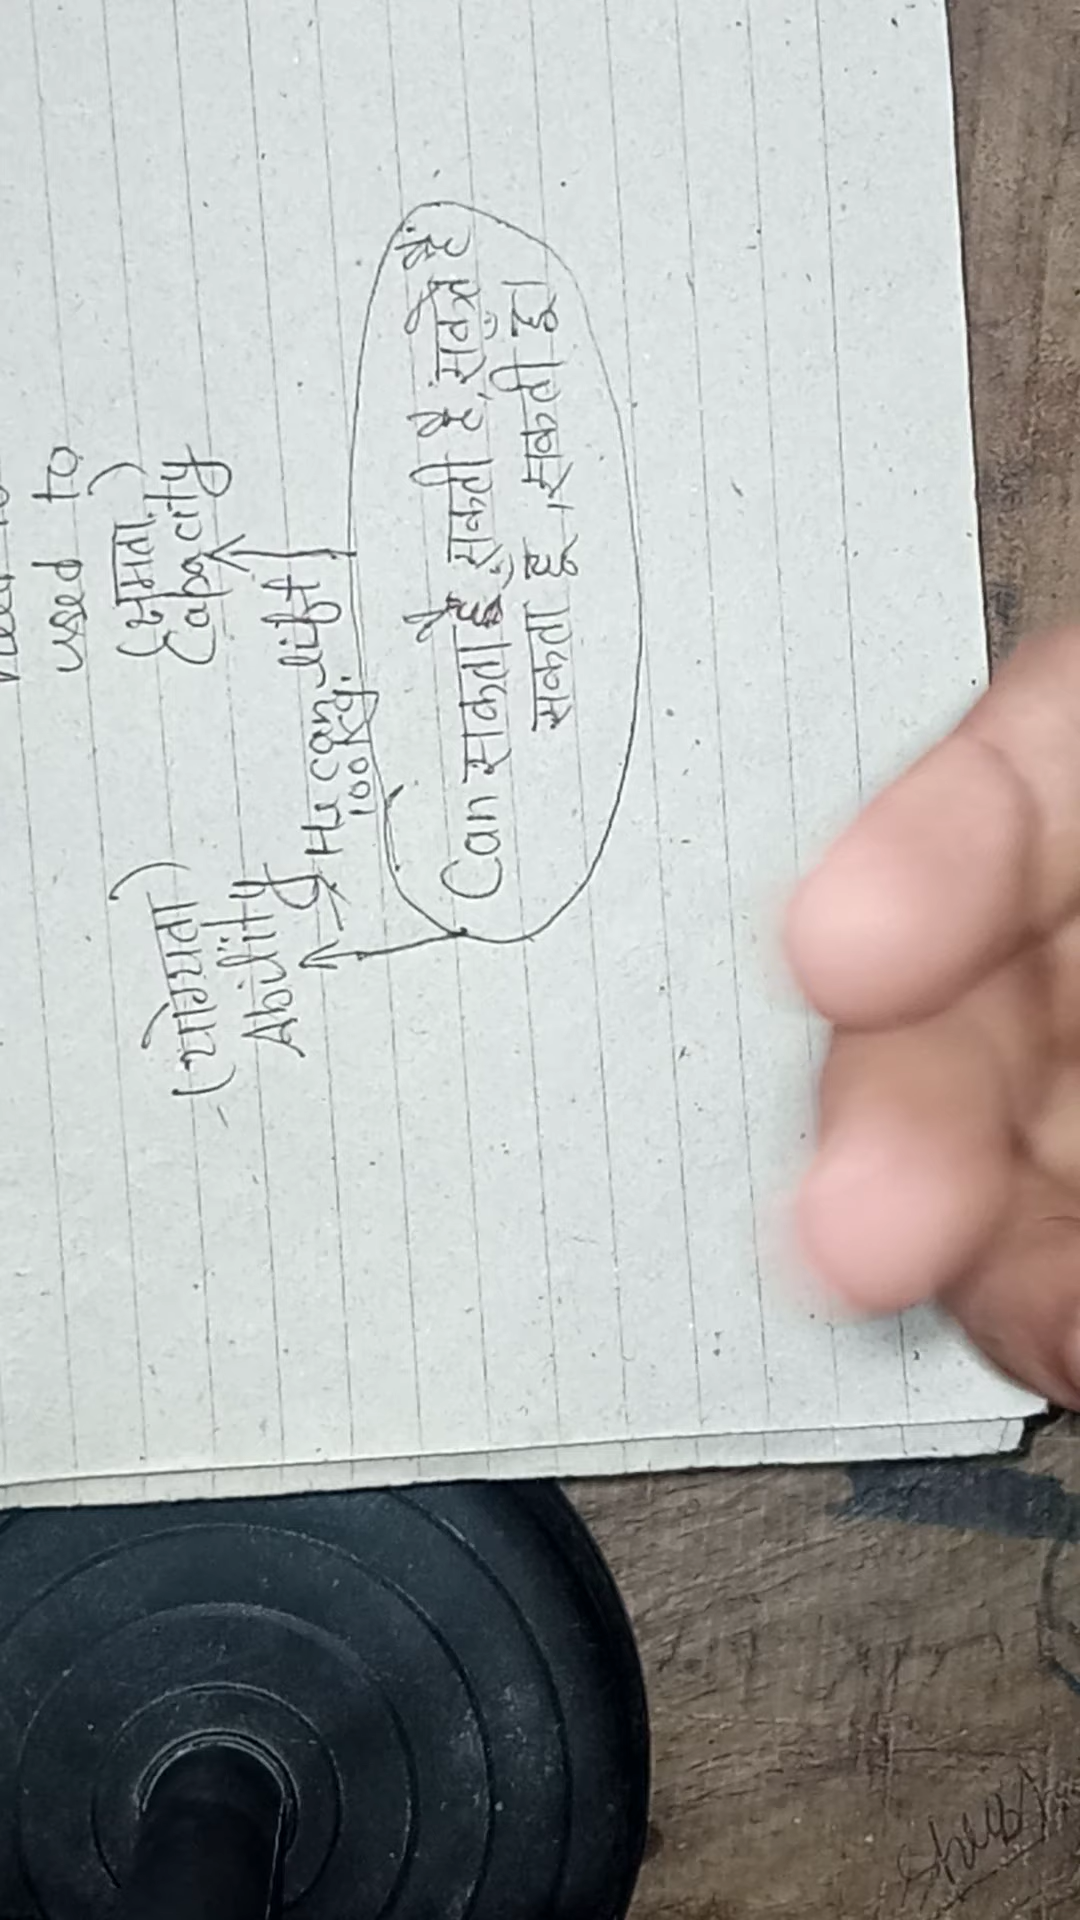 used to
(क्षमता)
Capacity
(योग्यता)
Ability
He can lift
100 kg.
Can सकता है, सकती है, सकते हैं
सकता हूँ, सकती हूँ।